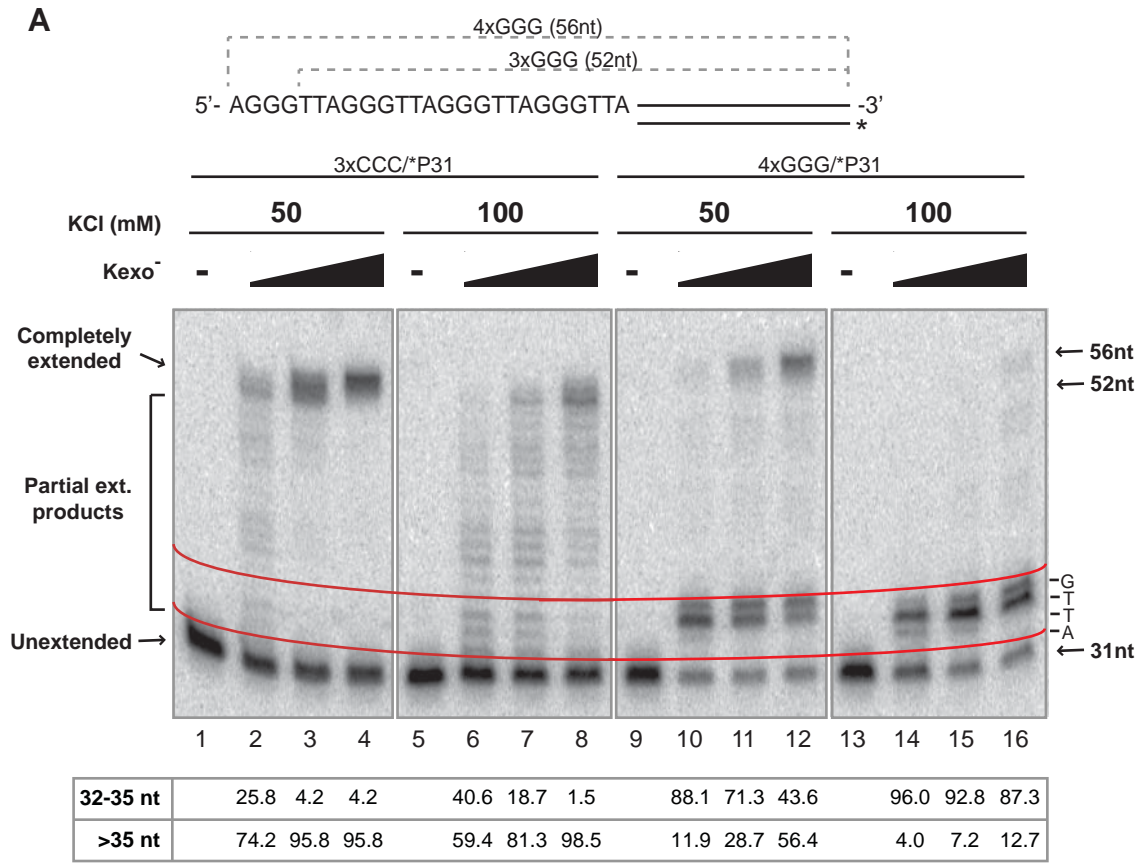 A
4xGGG (56nt)
3xGGG (52nt)
5'- AGGGTTAGGGTTAGGGTTAGGGTTA -3'
*
3xCCC/*P31 4xGGG/*P31
KCl (mM) 50 100 50 100
Kexo- - - - -
Completely extended
56nt
52nt
Partial ext. products
G
T
T
A
Unextended
31nt
1 2 3 4 5 6 7 8 9 10 11 12 13 14 15 16
32-35 nt 25.8 4.2 4.2 40.6 18.7 1.5 88.1 71.3 43.6 96.0 92.8 87.3
>35 nt 74.2 95.8 95.8 59.4 81.3 98.5 11.9 28.7 56.4 4.0 7.2 12.7